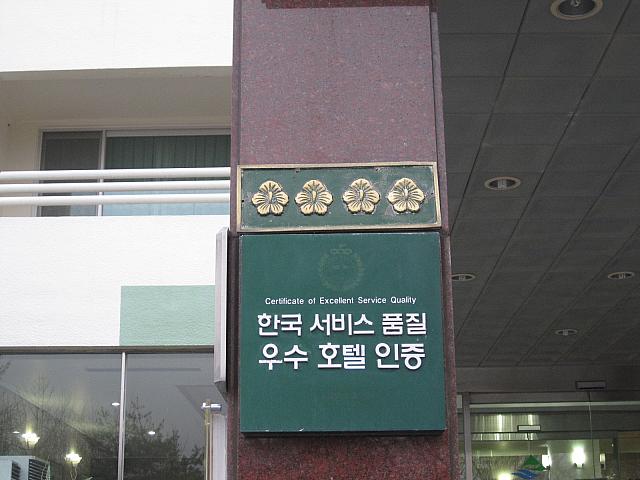 Certificate of Excellent Service Quality
한국 서비스 품질
우수 호텔 인증